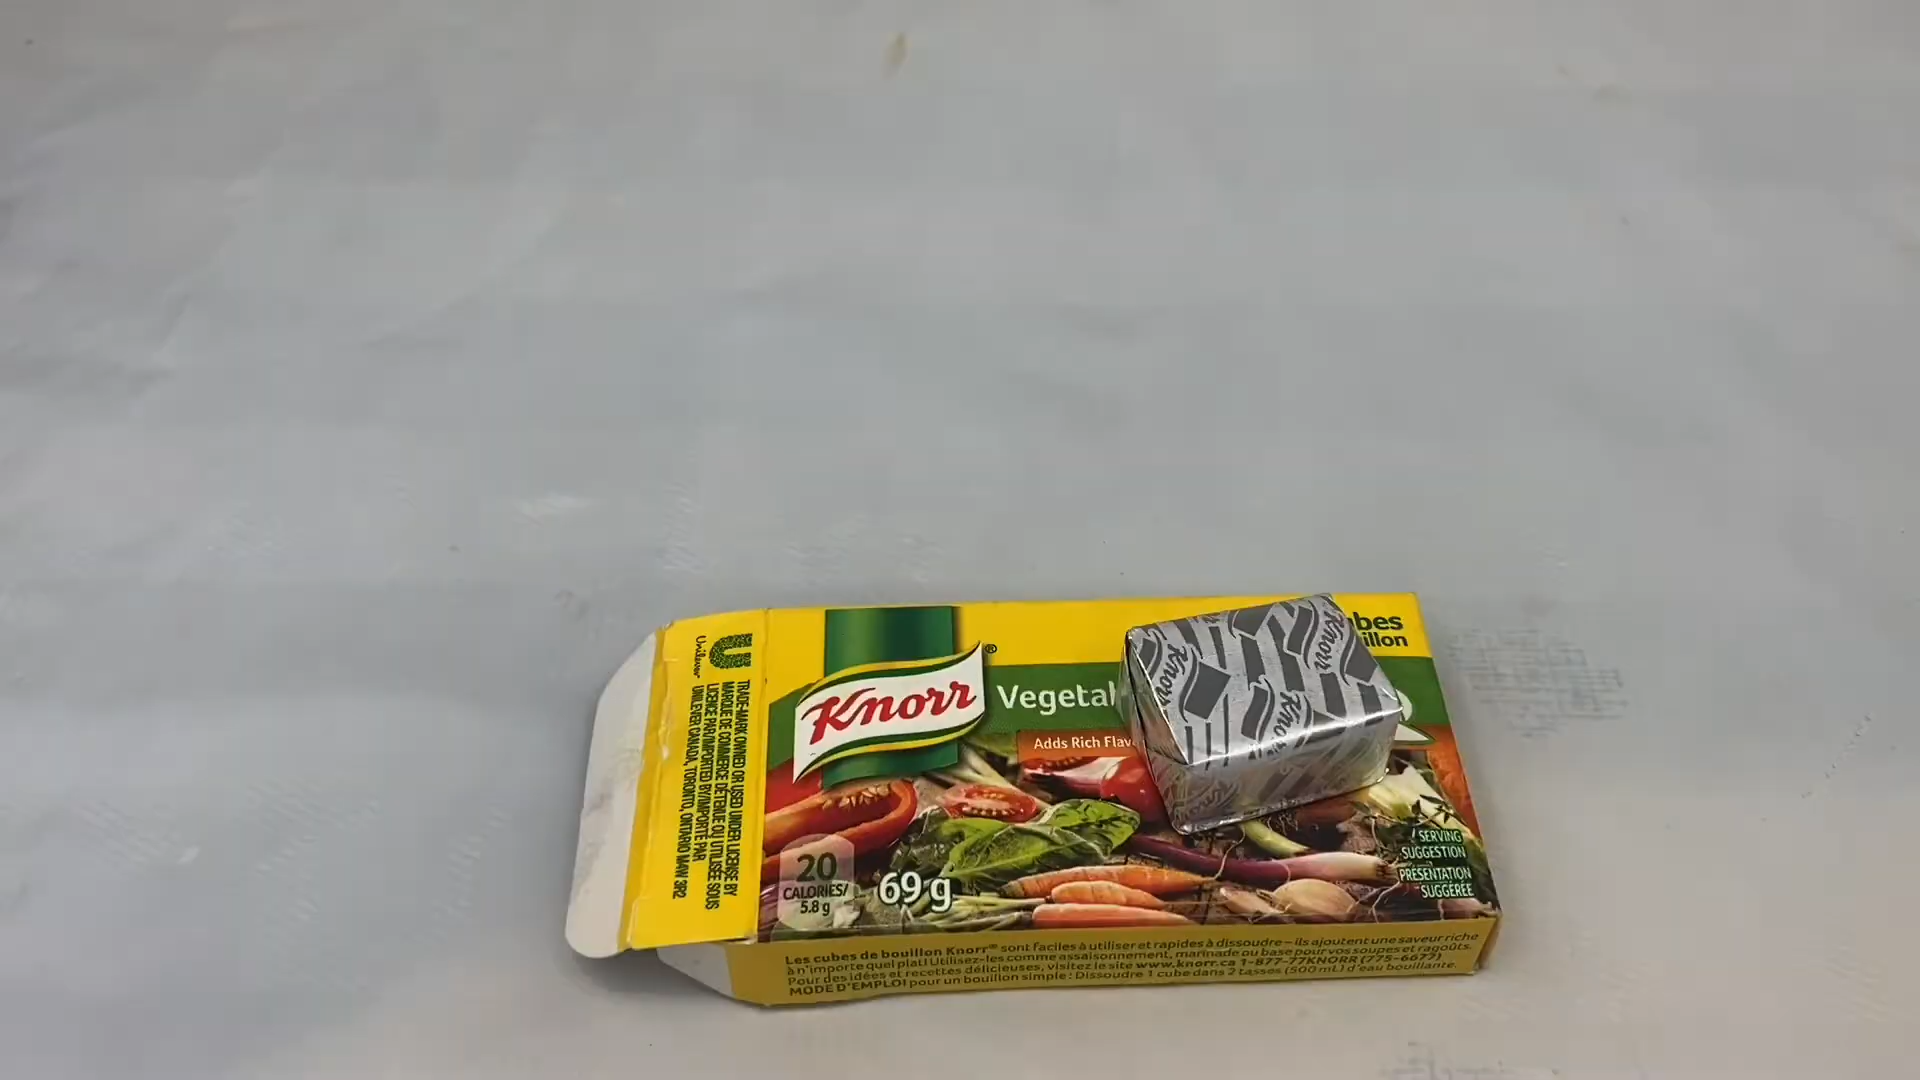 Unilever
TRADE-MARK OWNED OR USED UNDER LICENSE BY
MARQUE DE COMMERCE DÉTENUE OU UTILISÉE SOUS
LICENCE PAR/IMPORTED BY/IMPORTÉ PAR
UNILEVER CANADA, TORONTO, ONTARIO M4W 3R2
Knorr®
Vegetal
bes
illon
Adds Rich Flav
Knorr
Knorr
Kno
Knorr
20
CALORIES/
5.8 g
69 g
SERVING
SUGGESTION
PRÉSENTATION
SUGGÉRÉE
Les cubes de bouillon Knorr® sont faciles à utiliser et rapides à dissoudre – ils ajoutent une saveur riche
à n'importe quel plat! Utilisez-les comme assaisonnement, marinade ou base pour vos soupes et ragoûts.
Pour des idées et recettes délicieuses, visitez le site www.knorr.ca 1-877-77KNORR (775-6677)
MODE D'EMPLOI pour un bouillon simple : Dissoudre 1 cube dans 2 tasses (500 mL) d'eau bouillante.